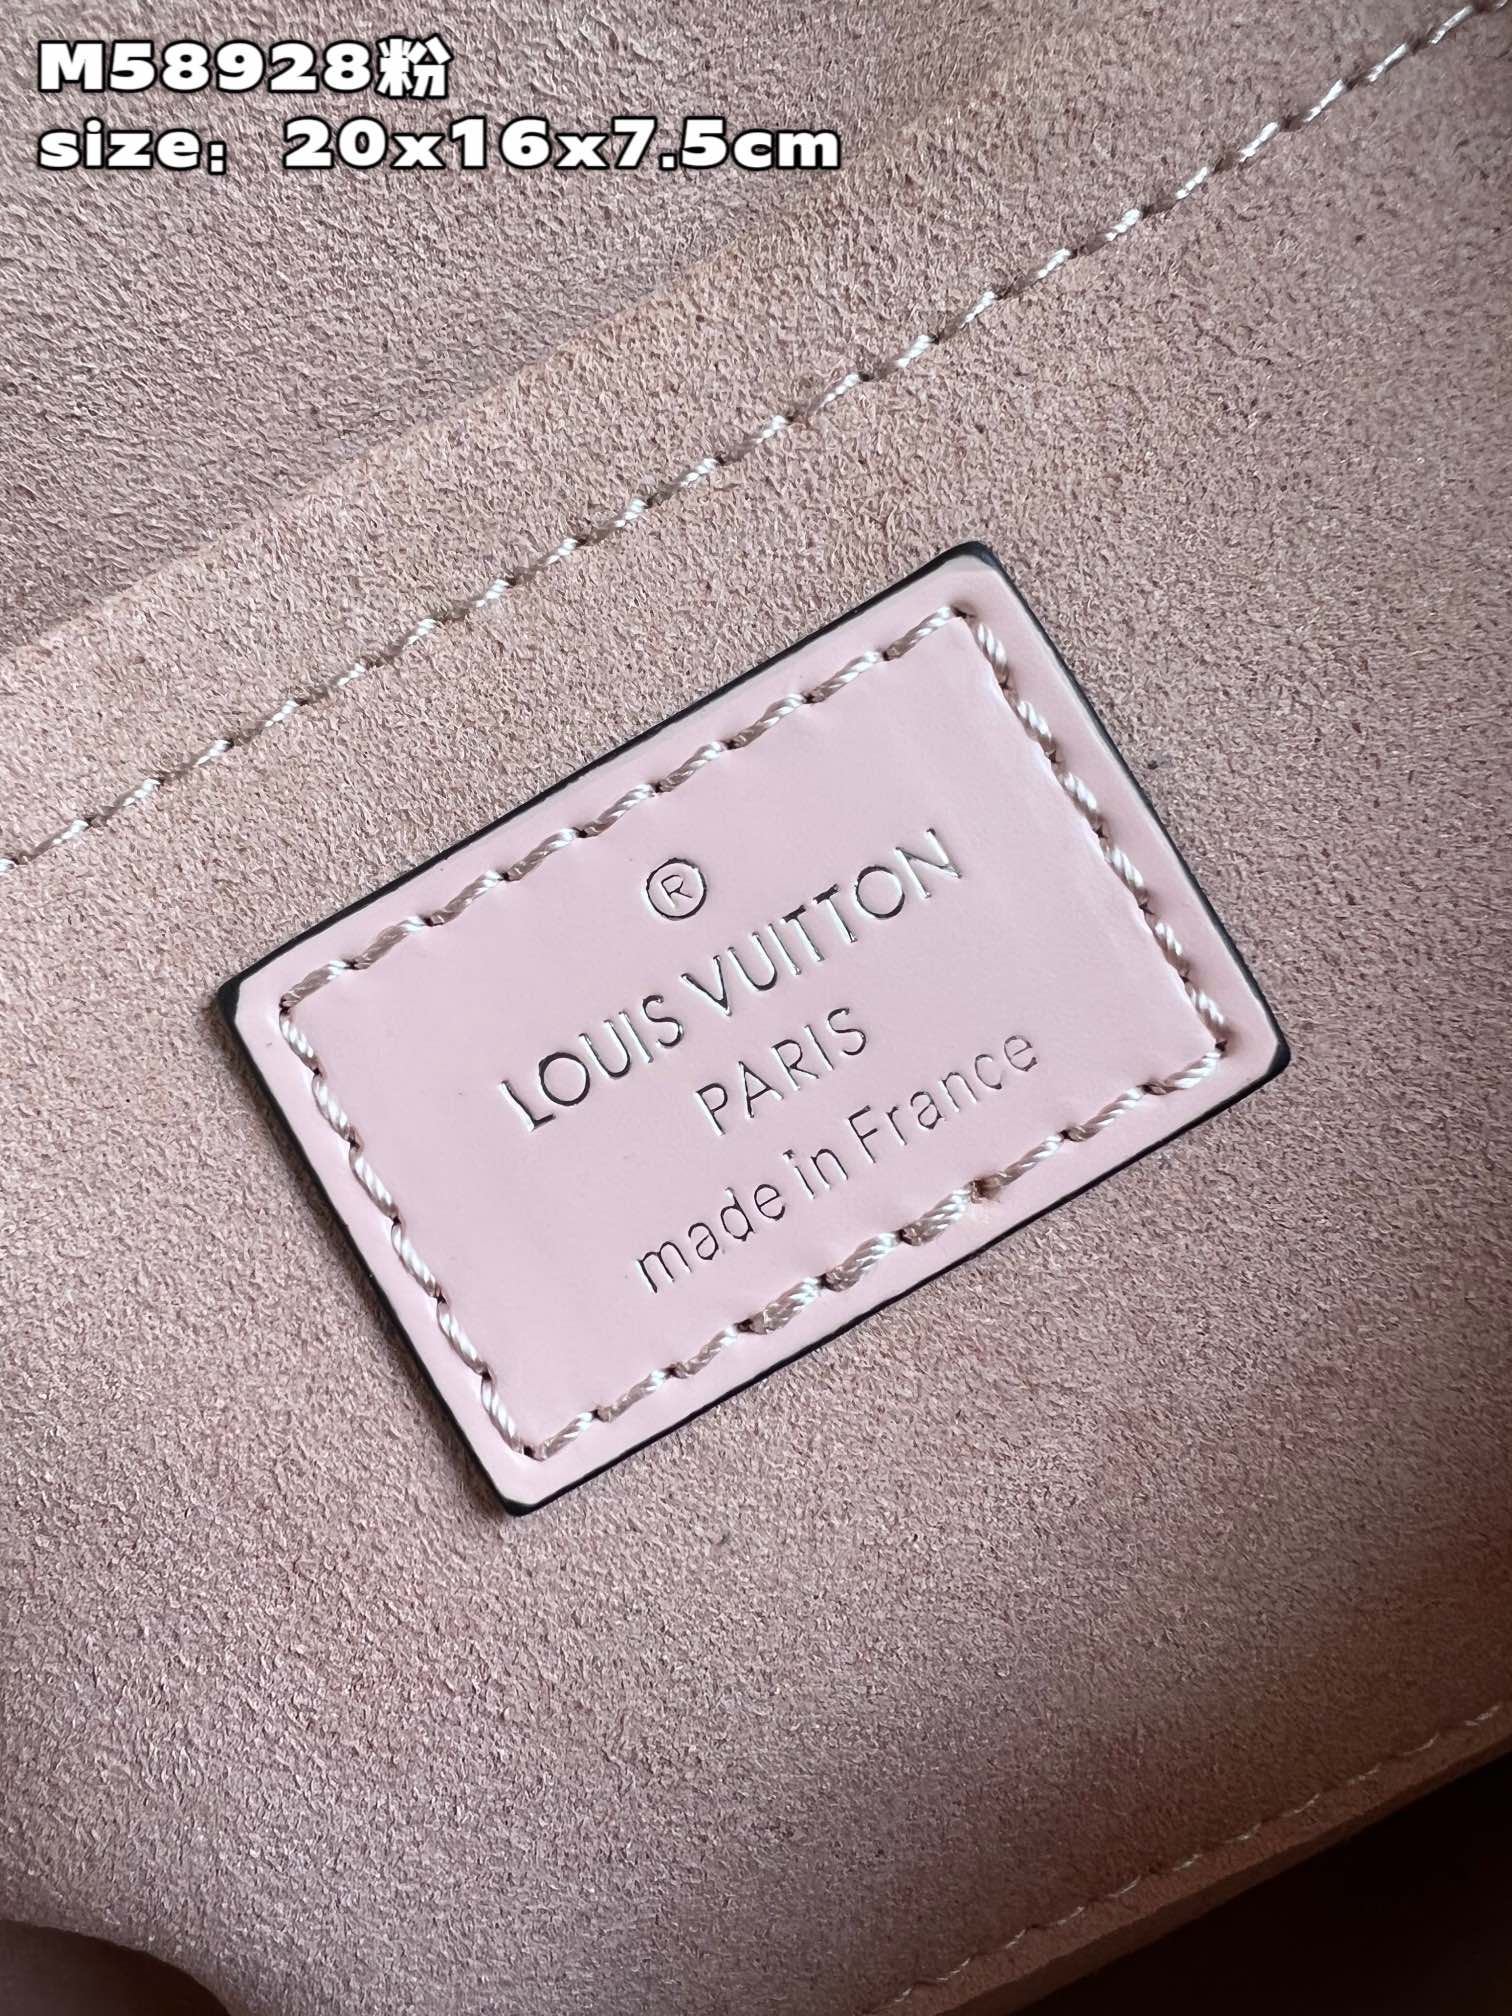 M58928粉
size：20x16x7.5cm
®
LOUIS VUITTON
PARIS
made in France